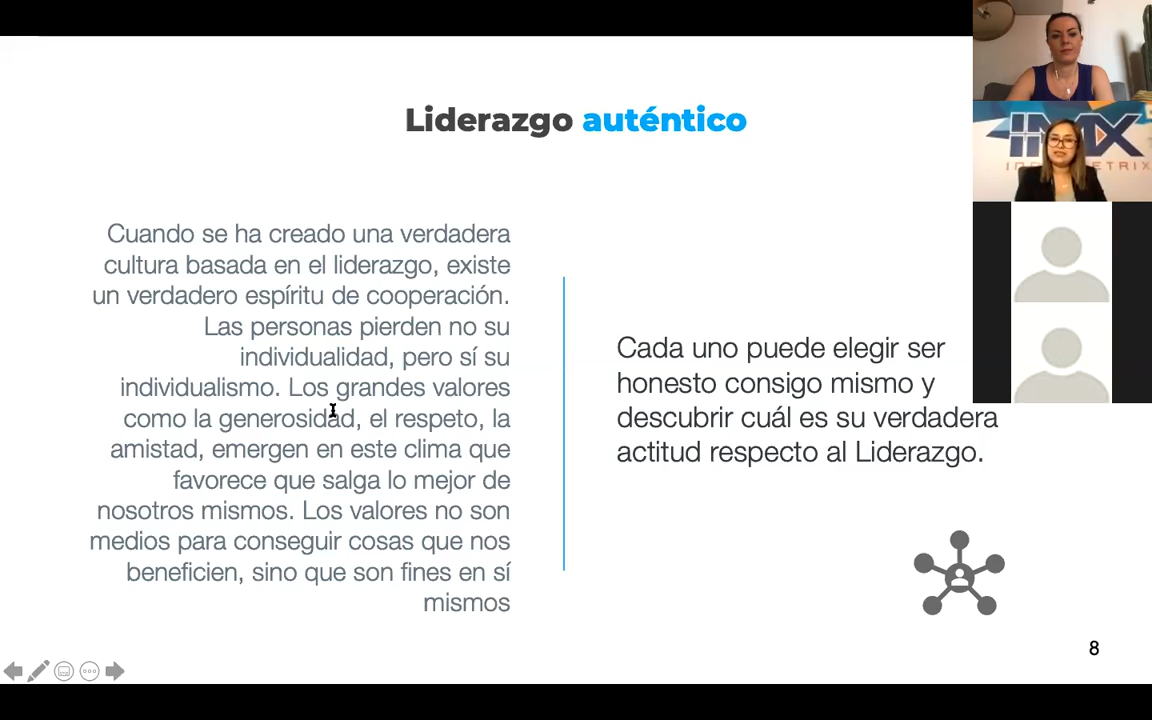 Liderazgo auténtico
Cuando se ha creado una verdadera
cultura basada en el liderazgo, existe
un verdadero espíritu de cooperación.
Las personas pierden no su
individualidad, pero sí su
individualismo. Los grandes valores
como la generosidad, el respeto, la
amistad, emergen en este clima que
favorece que salga lo mejor de
nosotros mismos. Los valores no son
medios para conseguir cosas que nos
beneficien, sino que son fines en sí
mismos
Cada uno puede elegir ser
honesto consigo mismo y
descubrir cuál es su verdadera
actitud respecto al Liderazgo.
8